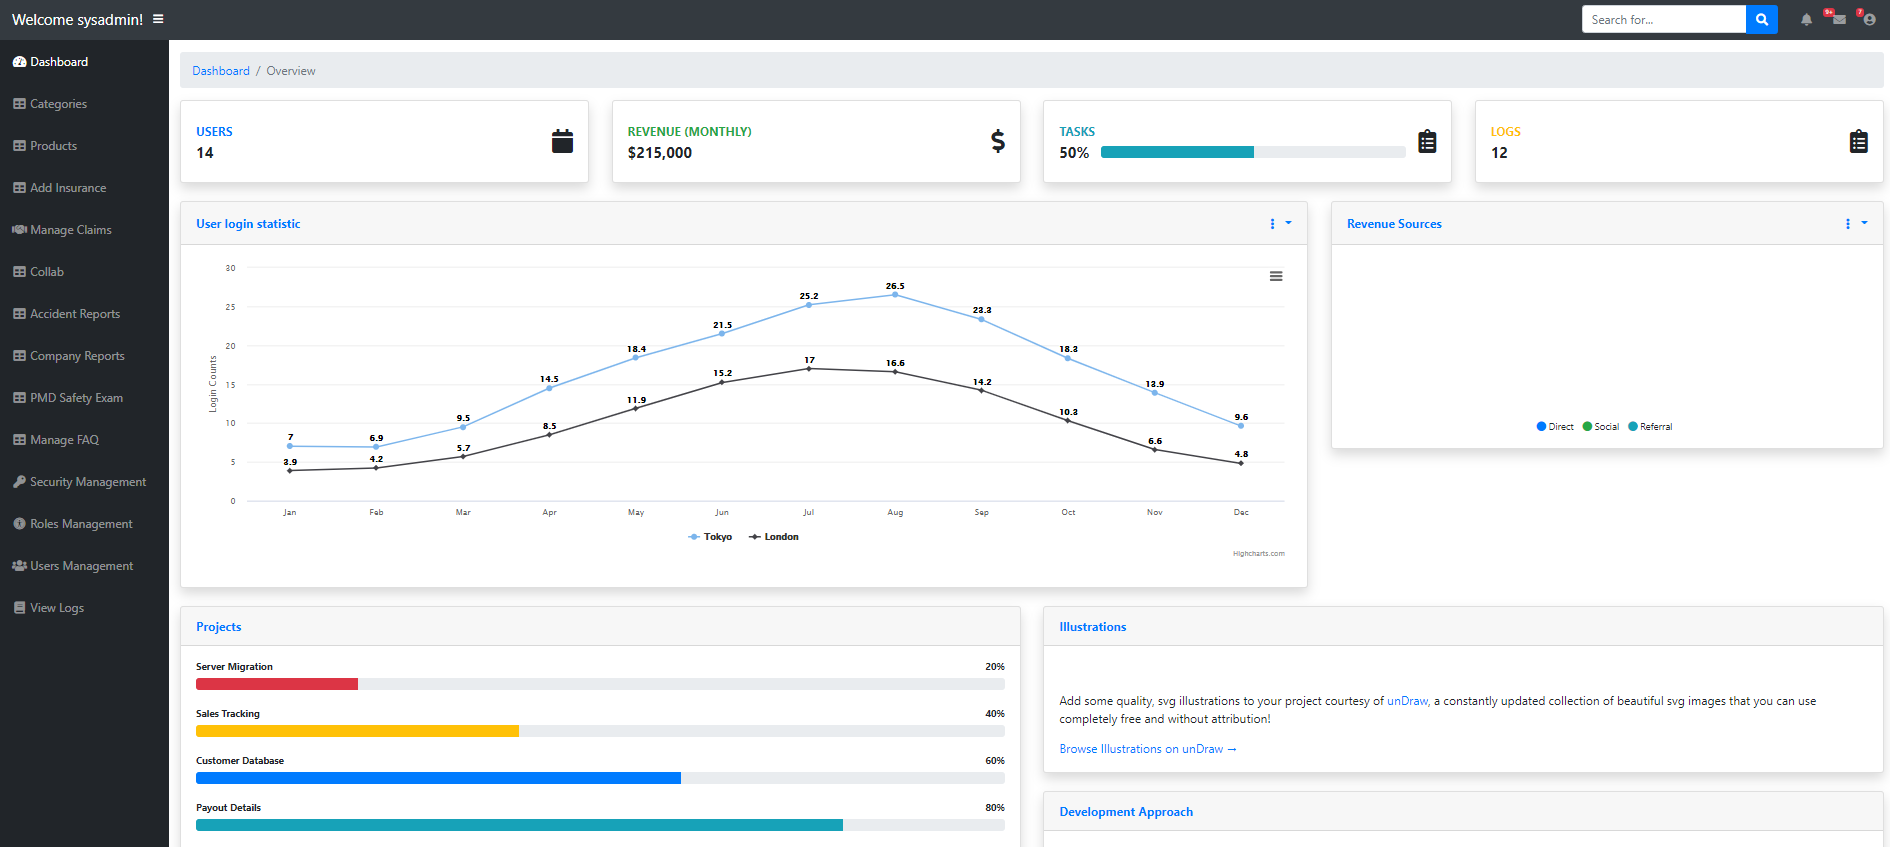 Welcome sysadmin!
Search for...
9+
7
Dashboard
Categories
Products
Add Insurance
Manage Claims
Collab
Accident Reports
Company Reports
PMD Safety Exam
Manage FAQ
Security Management
Roles Management
Users Management
View Logs
Dashboard / Overview
USERS
14
REVENUE (MONTHLY)
$215,000
TASKS
50%
LOGS
12
User login statistic
Login Counts
30
25
20
15
10
5
0
7
6.9
9.5
14.5
18.4
21.5
25.2
26.5
23.3
18.3
13.9
9.6
3.9
4.2
5.7
8.5
11.9
15.2
17
16.6
14.2
10.3
6.6
4.8
Jan Feb Mar Apr May Jun Jul Aug Sep Oct Nov Dec
Tokyo London
Highcharts.com
Revenue Sources
Direct Social Referral
Projects
Server Migration 20%
Sales Tracking 40%
Customer Database 60%
Payout Details 80%
Illustrations
Add some quality, svg illustrations to your project courtesy of unDraw, a constantly updated collection of beautiful svg images that you can use
completely free and without attribution!
Browse Illustrations on unDraw →
Development Approach